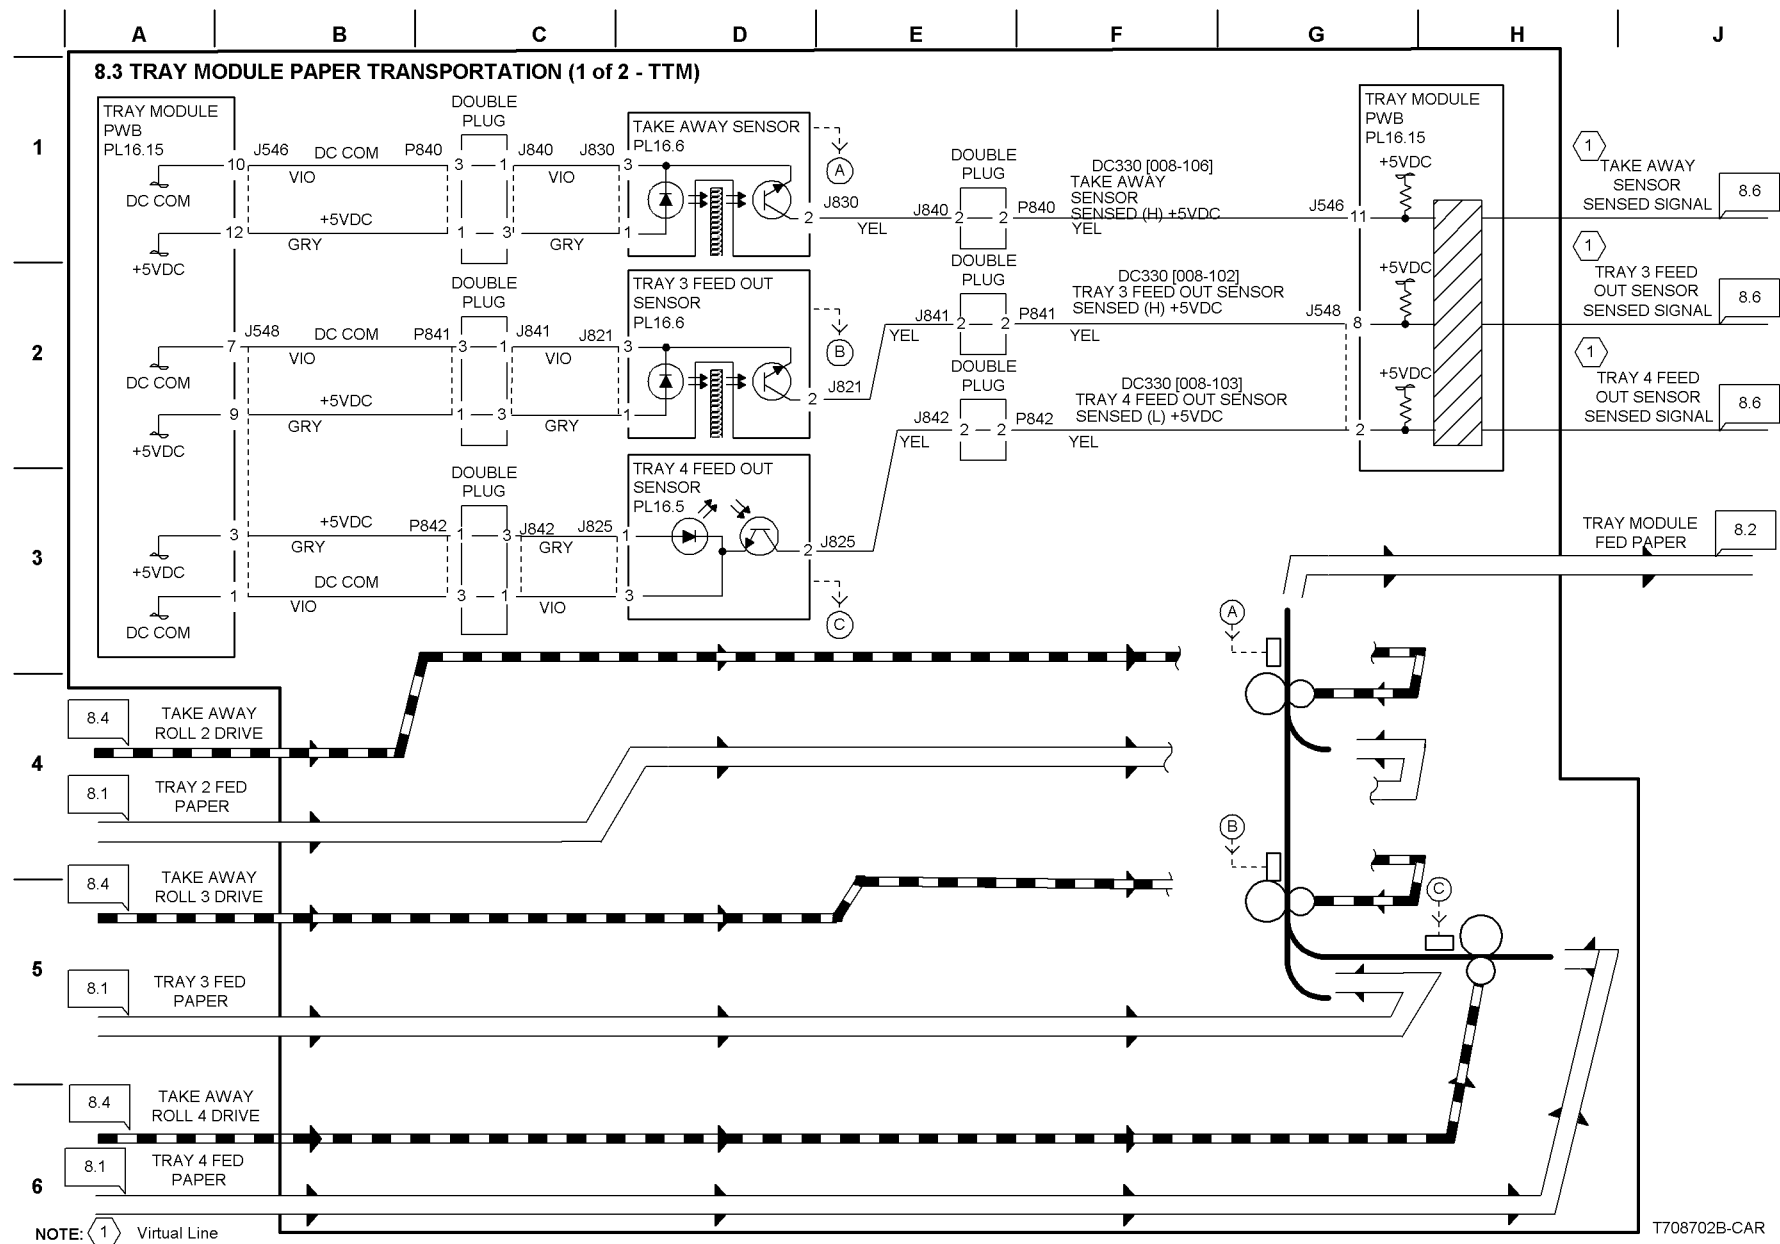 A B C D E F G H J
8.3 TRAY MODULE PAPER TRANSPORTATION (1 of 2 - TTM)
1
TRAY MODULE
PWB
PL16.15
DC COM
+5VDC
10
J546
DC COM
VIO
12
+5VDC
GRY
DOUBLE
PLUG
P840
3
1
J840
VIO
J830
3
1
3
GRY
1
TAKE AWAY SENSOR
PL16.6
2
J830
YEL
A
DOUBLE
PLUG
J840
2
2
P840
DC330 [008-106]
TAKE AWAY
SENSOR
SENSED (H) +5VDC
YEL
J546
11
TRAY MODULE
PWB
PL16.15
+5VDC
1
TAKE AWAY
SENSOR
SENSED SIGNAL
8.6
2
DC COM
+5VDC
7
J548
DC COM
VIO
9
+5VDC
GRY
DOUBLE
PLUG
P841
3
1
J841
VIO
J821
3
1
3
GRY
1
TRAY 3 FEED OUT
SENSOR
PL16.6
2
J821
B
DOUBLE
PLUG
YEL
J841
2
2
P841
DC330 [008-102]
TRAY 3 FEED OUT SENSOR
SENSED (H) +5VDC
YEL
J548
8
+5VDC
1
TRAY 3 FEED
OUT SENSOR
SENSED SIGNAL
8.6
DOUBLE
PLUG
YEL
J842
2
2
P842
DC330 [008-103]
TRAY 4 FEED OUT SENSOR
SENSED (L) +5VDC
YEL
2
+5VDC
1
TRAY 4 FEED
OUT SENSOR
SENSED SIGNAL
8.6
3
+5VDC
DC COM
3
+5VDC
GRY
1
DC COM
VIO
DOUBLE
PLUG
P842
1
3
J842
GRY
J825
1
3
1
VIO
3
TRAY 4 FEED OUT
SENSOR
PL16.5
2
J825
C
TRAY MODULE
FED PAPER
8.2
A
4
8.4
TAKE AWAY
ROLL 2 DRIVE
8.1
TRAY 2 FED
PAPER
B
8.4
TAKE AWAY
ROLL 3 DRIVE
C
5
8.1
TRAY 3 FED
PAPER
8.4
TAKE AWAY
ROLL 4 DRIVE
6
8.1
TRAY 4 FED
PAPER
NOTE: 1 Virtual Line
T708702B-CAR